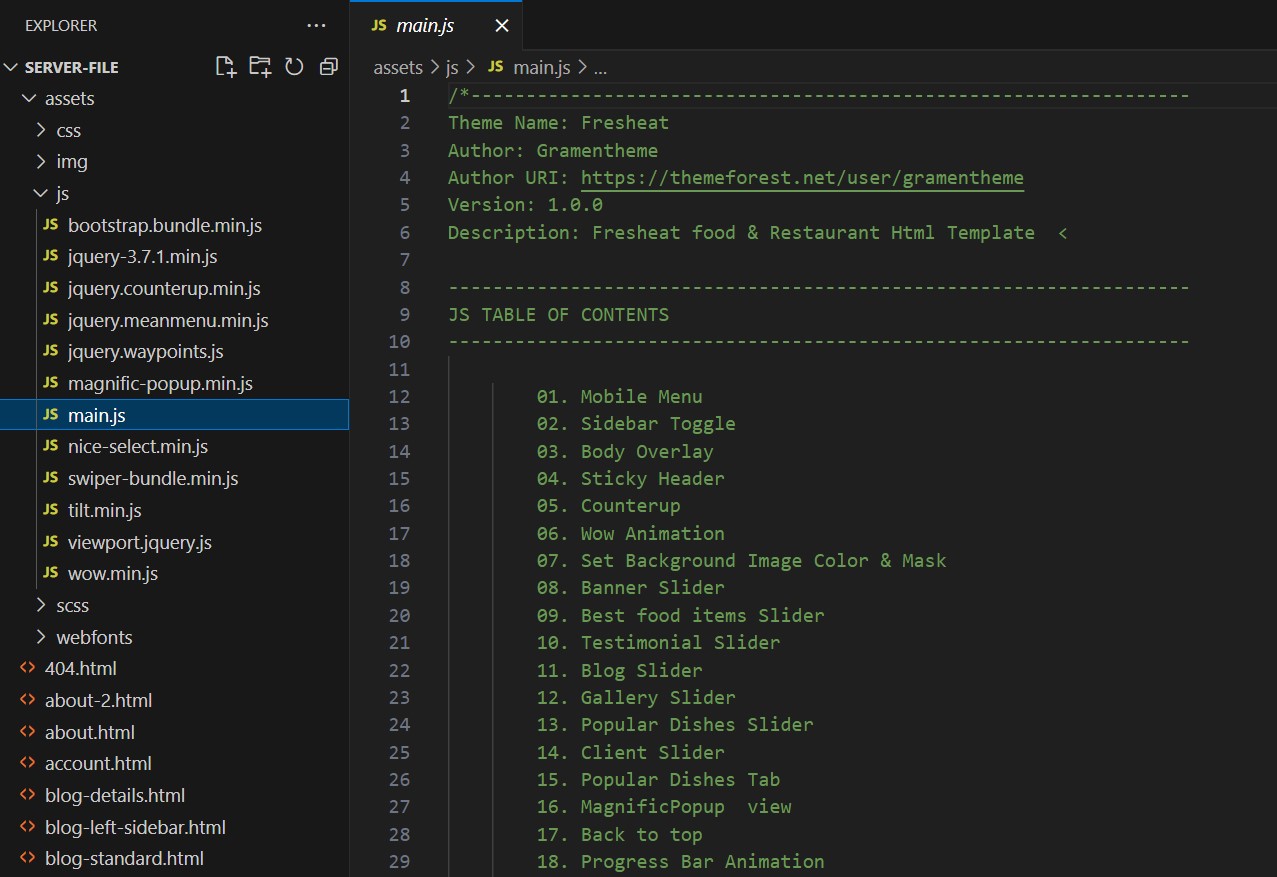 EXPLORER
SERVER-FILE
assets
css
img
js
JS bootstrap.bundle.min.js
JS jquery-3.7.1.min.js
JS jquery.counterup.min.js
JS jquery.meanmenu.min.js
JS jquery.waypoints.js
JS magnific-popup.min.js
JS main.js
JS nice-select.min.js
JS swiper-bundle.min.js
JS tilt.min.js
JS viewport.jquery.js
JS wow.min.js
scss
webfonts
404.html
about-2.html
about.html
account.html
blog-details.html
blog-left-sidebar.html
blog-standard.html
JS main.js
assets > js > JS main.js > ...
1 /*-----------------------------------------------------------------
2 Theme Name: Fresheat
3 Author: Gramentheme
4 Author URI: https://themeforest.net/user/gramentheme
5 Version: 1.0.0
6 Description: Fresheat food & Restaurant Html Template  <
7
8 -------------------------------------------------------------------
9 JS TABLE OF CONTENTS
10 -------------------------------------------------------------------
11
12 01. Mobile Menu
13 02. Sidebar Toggle
14 03. Body Overlay
15 04. Sticky Header
16 05. Counterup
17 06. Wow Animation
18 07. Set Background Image Color & Mask
19 08. Banner Slider
20 09. Best food items Slider
21 10. Testimonial Slider
22 11. Blog Slider
23 12. Gallery Slider
24 13. Popular Dishes Slider
25 14. Client Slider
26 15. Popular Dishes Tab
27 16. MagnificPopup  view
28 17. Back to top
29 18. Progress Bar Animation